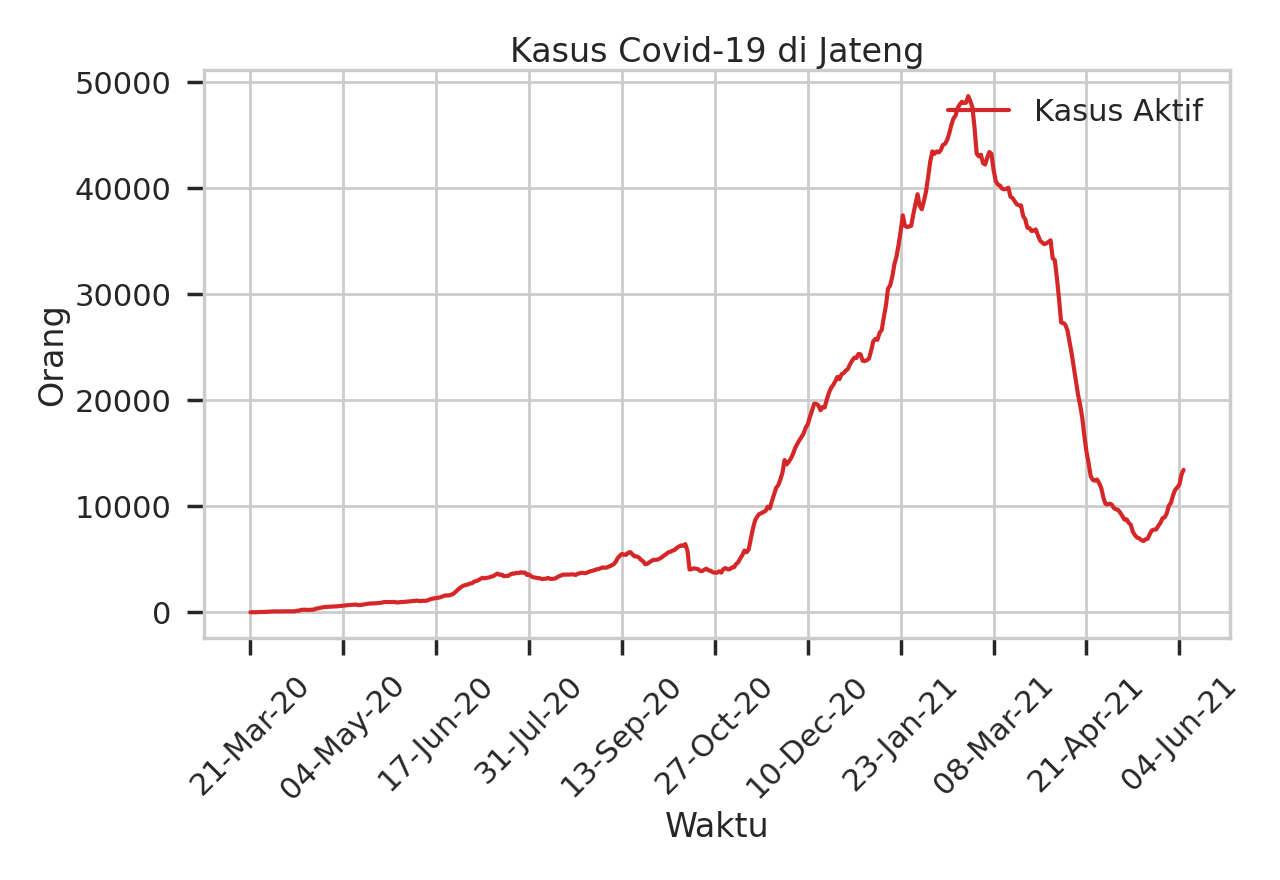 Kasus Covid-19 di Jateng
50000
40000
30000
20000
10000
0
Orang
Kasus Aktif
21-Mar-20
04-May-20
17-Jun-20
31-Jul-20
13-Sep-20
27-Oct-20
10-Dec-20
23-Jan-21
08-Mar-21
21-Apr-21
04-Jun-21
Waktu